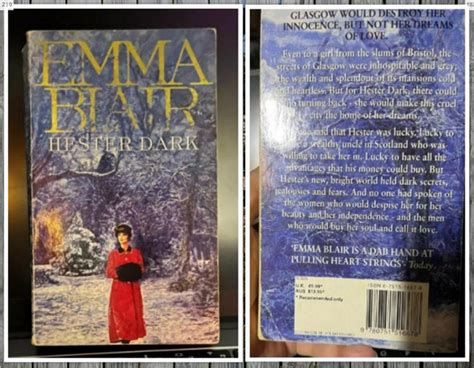 EMMA
BLAIR
HESTER DARK
GLASGOW WOULD DESTROY HER
INNOCENCE, BUT NOT HER DREAMS
OF LOVE.
Even to a girl from the slums of Bristol, the
streets of Glasgow were inhospitable and grey;
the wealth and splendour of its mansions cold
and heartless. But for Hester Dark, there could
be no turning back - she would make this cruel
city the home of her dreams.
said that Hester was lucky, lucky to
a wealthy uncle in Scotland who was
willing to take her in. Lucky to have all the
advantages that his money could buy. But
Hester's new, bright world held dark secrets,
jealousies and fears. And no one had spoken of
the women who would despise her for her
beauty and her independence - and the men
who would buy her soul and call it love.
'EMMA BLAIR IS A DAB HAND AT
PULLING HEART STRINGS' - Today
U.K.
AUS
* Recommended only
ISBN